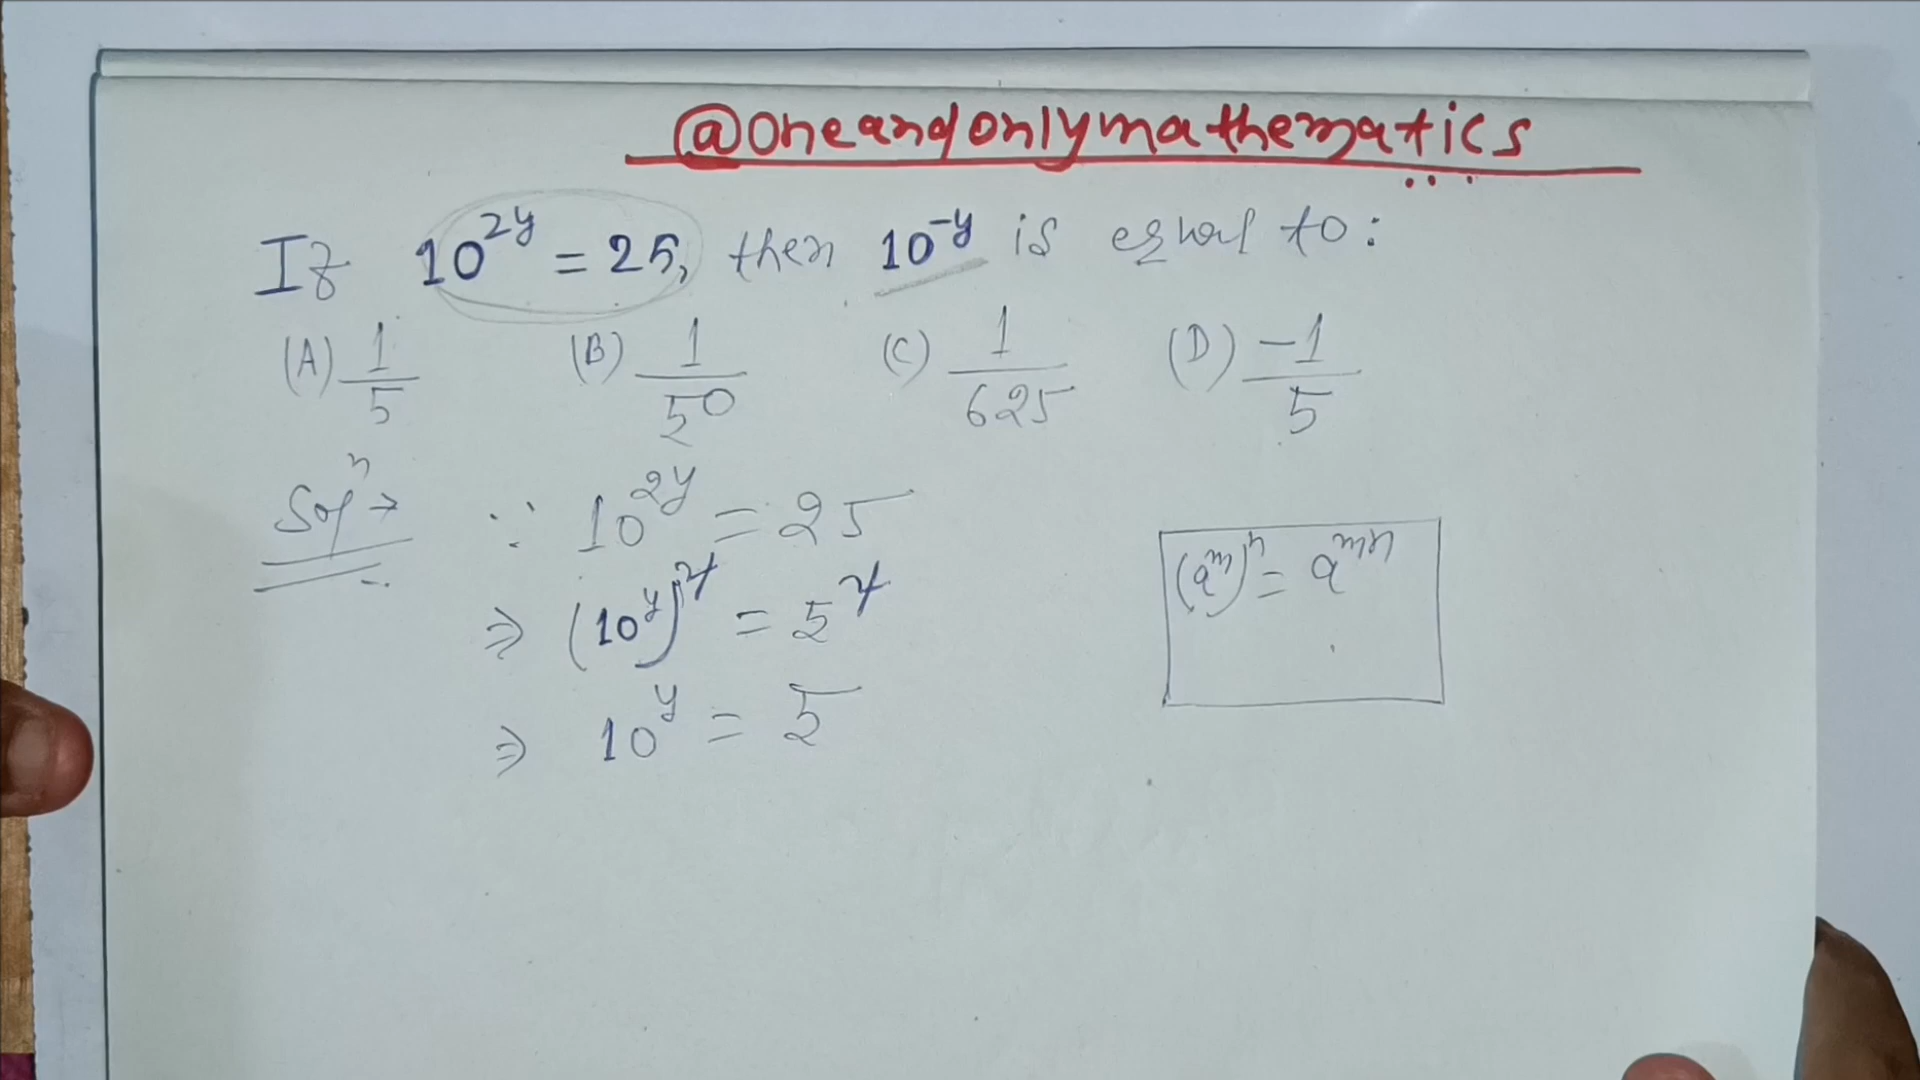 @oneandonlymathematics
If 10^2y = 25, then 10^-y is equal to:
(A) 1/5 (B) 1/50 (C) 1/625 (D) -1/5
Sol^n → ∵ 10^2y = 25
⇒ (10^y)^2 = 5^2
(a^m)^n = a^mn
⇒ 10^y = 5